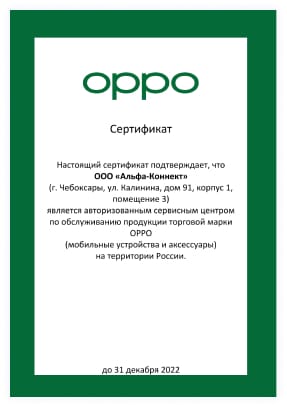 oppo
Сертификат
Настоящий сертификат подтверждает, что
ООО «Альфа-Коннект»
(г. Чебоксары, ул. Калинина, дом 91, корпус 1,
помещение 3)
является авторизованным сервисным центром
по обслуживанию продукции торговой марки
OPPO
(мобильные устройства и аксессуары)
на территории России.
до 31 декабря 2022